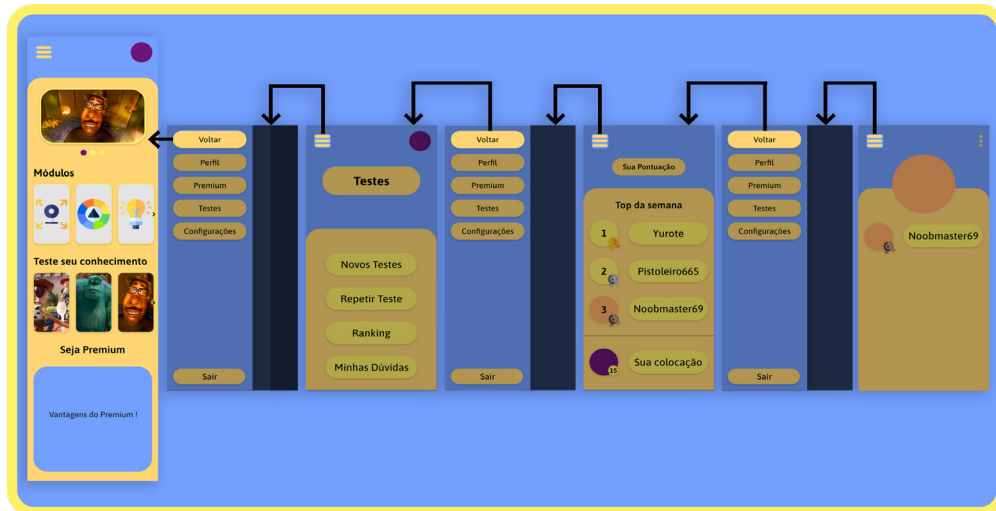 Módulos
Teste seu conhecimento
Seja Premium
Vantagens do Premium !
Voltar
Perfil
Premium
Testes
Configurações
Sair
Testes
Novos Testes
Repetir Teste
Ranking
Minhas Dúvidas
Voltar
Perfil
Premium
Testes
Configurações
Sair
Sua Pontuação
Top da semana
1 Yurote
2 Pistoleiro665
3 Noobmaster69
15 Sua colocação
Voltar
Perfil
Premium
Testes
Configurações
Sair
Noobmaster69